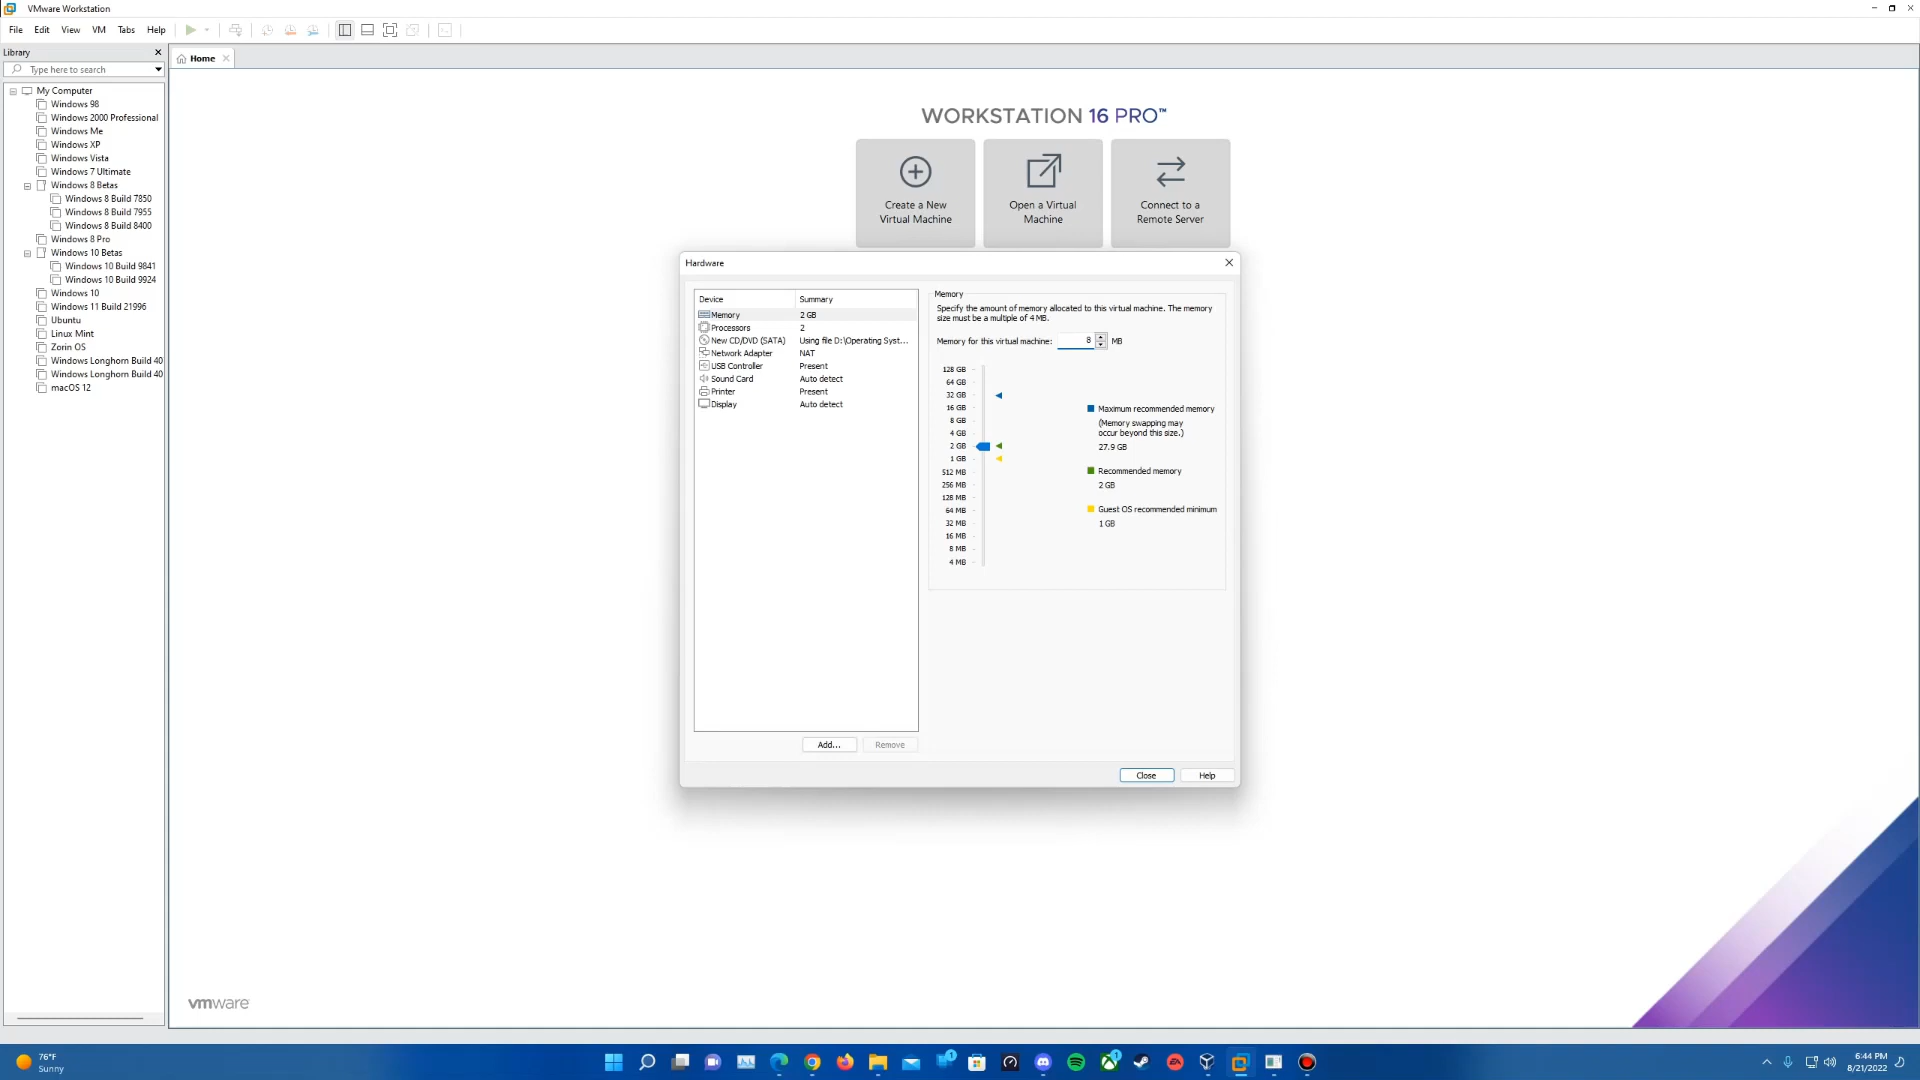 VMware Workstation
File Edit View VM Tabs Help
Library
Type here to search
My Computer
Windows 98
Windows 2000 Professional
Windows Me
Windows XP
Windows Vista
Windows 7 Ultimate
Windows 8 Betas
Windows 8 Build 7850
Windows 8 Build 7955
Windows 8 Build 8400
Windows 8 Pro
Windows 10 Betas
Windows 10 Build 9841
Windows 10 Build 9924
Windows 10
Windows 11 Build 21996
Ubuntu
Linux Mint
Zorin OS
Windows Longhorn Build 40
Windows Longhorn Build 40
macOS 12
Home
WORKSTATION 16 PRO™
Create a New
Virtual Machine
Open a Virtual
Machine
Connect to a
Remote Server
Hardware
Device Summary
Memory 2 GB
Processors 2
New CD/DVD (SATA) Using file D:\Operating Syst...
Network Adapter NAT
USB Controller Present
Sound Card Auto detect
Printer Present
Display Auto detect
Add... Remove
Memory
Specify the amount of memory allocated to this virtual machine. The memory
size must be a multiple of 4 MB.
Memory for this virtual machine: 8 MB
128 GB
64 GB
32 GB
16 GB
8 GB
4 GB
2 GB
1 GB
512 MB
256 MB
128 MB
64 MB
32 MB
16 MB
8 MB
4 MB
Maximum recommended memory
(Memory swapping may
occur beyond this size.)
27.9 GB
Recommended memory
2 GB
Guest OS recommended minimum
1 GB
Close Help
vmware
76°F
Sunny
1
1
EA
6:44 PM
8/21/2022